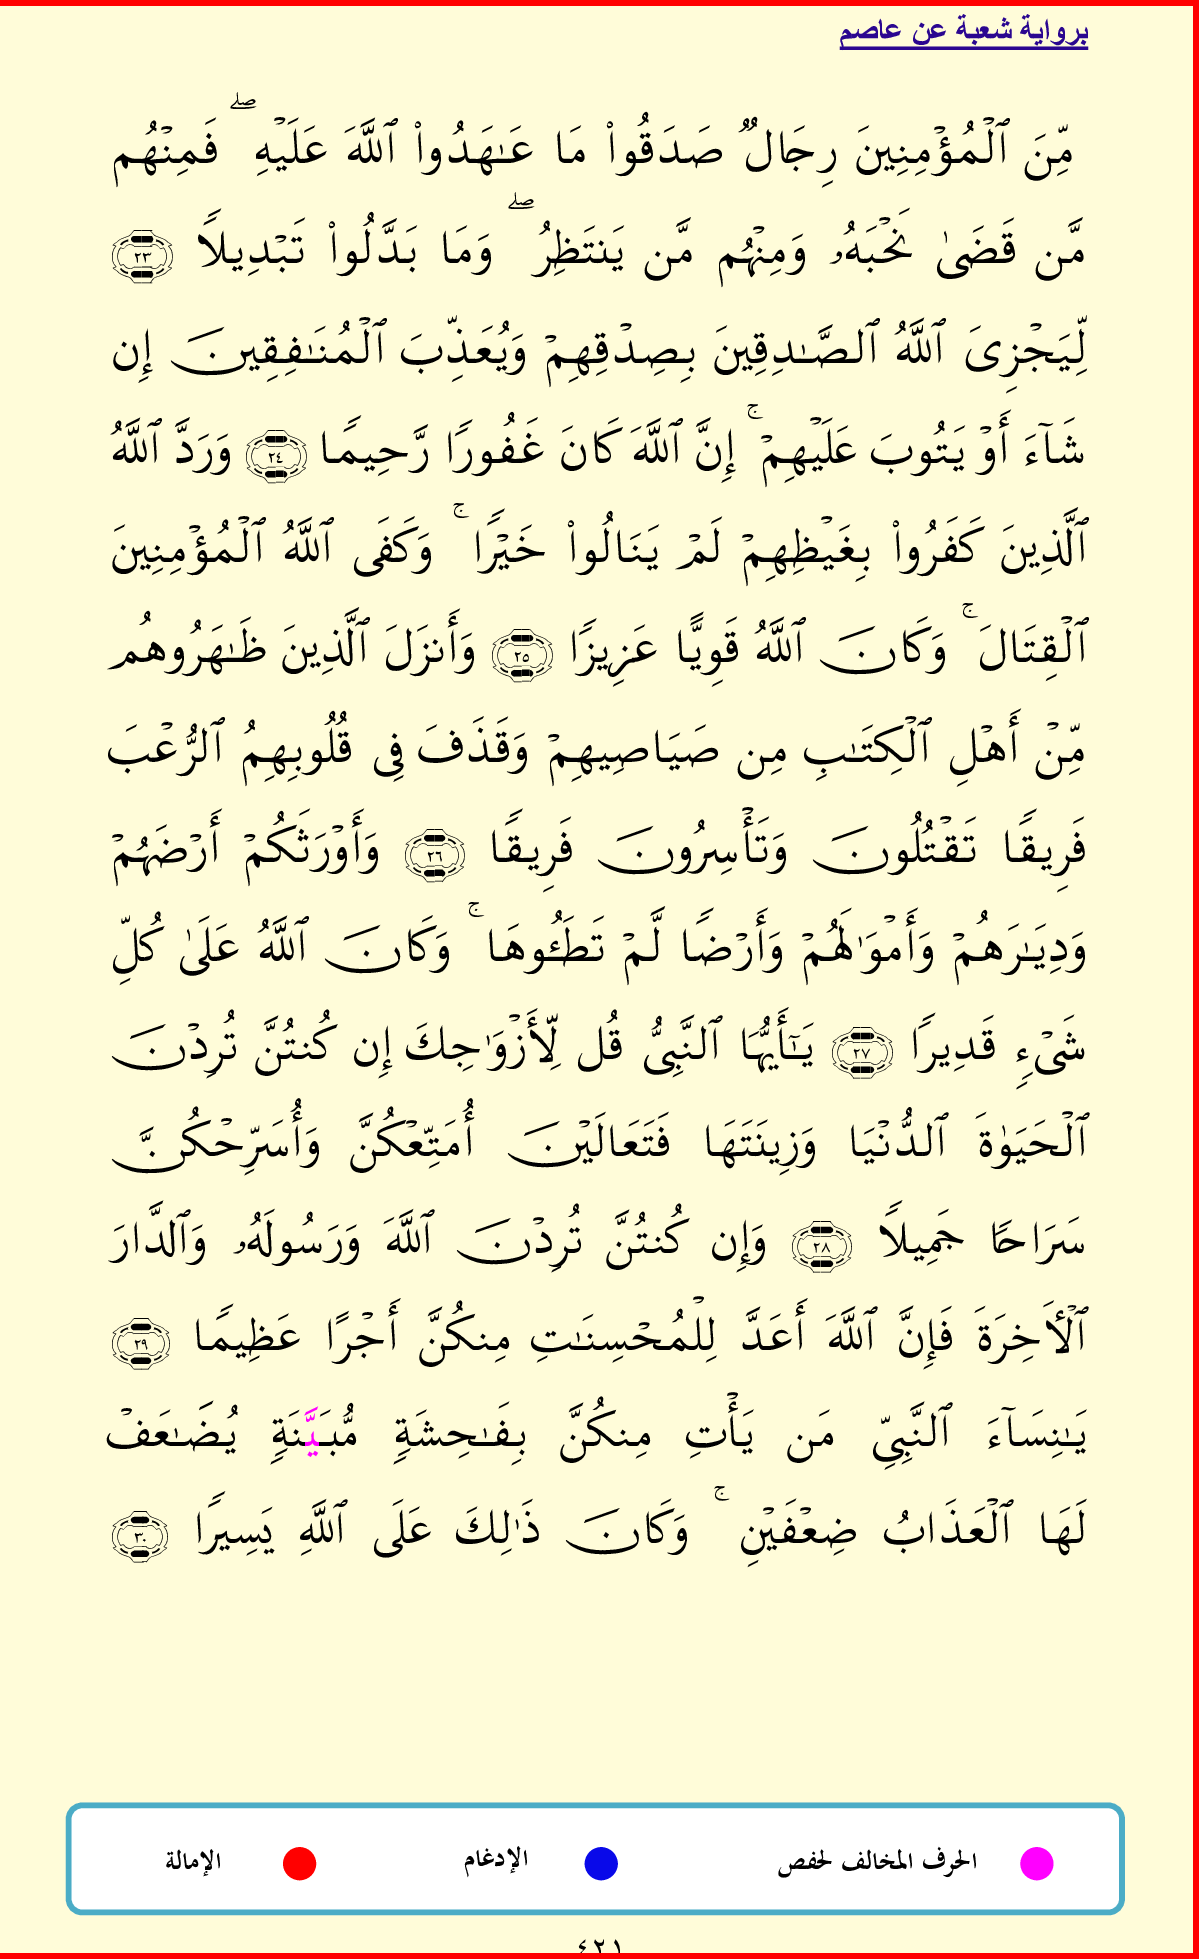 برواية شعبة عن عاصم
مِّنَ ٱلْمُؤْمِنِينَ رِجَالٌ صَدَقُوا۟ مَا عَـٰهَدُوا۟ ٱللَّهَ عَلَيْهِ ۖ فَمِنْهُم
مَّن قَضَىٰ نَحْبَهُۥ وَمِنْهُم مَّن يَنتَظِرُ ۖ وَمَا بَدَّلُوا۟ تَبْدِيلًا ٢٣
لِّيَجْزِىَ ٱللَّهُ ٱلصَّـٰدِقِينَ بِصِدْقِهِمْ وَيُعَذِّبَ ٱلْمُنَـٰفِقِينَ إِن
شَآءَ أَوْ يَتُوبَ عَلَيْهِمْ ۚ إِنَّ ٱللَّهَ كَانَ غَفُورًا رَّحِيمًا ٢٤ وَرَدَّ ٱللَّهُ
ٱلَّذِينَ كَفَرُوا۟ بِغَيْظِهِمْ لَمْ يَنَالُوا۟ خَيْرًا ۚ وَكَفَى ٱللَّهُ ٱلْمُؤْمِنِينَ
ٱلْقِتَالَ ۚ وَكَانَ ٱللَّهُ قَوِيًّا عَزِيزًا ٢٥ وَأَنزَلَ ٱلَّذِينَ ظَـٰهَرُوهُم
مِّنْ أَهْلِ ٱلْكِتَـٰبِ مِن صَيَاصِيهِمْ وَقَذَفَ فِى قُلُوبِهِمُ ٱلرُّعْبَ
فَرِيقًا تَقْتُلُونَ وَتَأْسِرُونَ فَرِيقًا ٢٦ وَأَوْرَثَكُمْ أَرْضَهُمْ
وَدِيَـٰرَهُمْ وَأَمْوَٰلَهُمْ وَأَرْضًا لَّمْ تَطَـُٔوهَا ۚ وَكَانَ ٱللَّهُ عَلَىٰ كُلِّ
شَىْءٍ قَدِيرًا ٢٧ يَـٰٓأَيُّهَا ٱلنَّبِىُّ قُل لِّأَزْوَٰجِكَ إِن كُنتُنَّ تُرِدْنَ
ٱلْحَيَوٰةَ ٱلدُّنْيَا وَزِينَتَهَا فَتَعَالَيْنَ أُمَتِّعْكُنَّ وَأُسَرِّحْكُنَّ
سَرَاحًا جَمِيلًا ٢٨ وَإِن كُنتُنَّ تُرِدْنَ ٱللَّهَ وَرَسُولَهُۥ وَٱلدَّارَ
ٱلْـَٔاخِرَةَ فَإِنَّ ٱللَّهَ أَعَدَّ لِلْمُحْسِنَـٰتِ مِنكُنَّ أَجْرًا عَظِيمًا ٢٩
يَـٰنِسَآءَ ٱلنَّبِىِّ مَن يَأْتِ مِنكُنَّ بِفَـٰحِشَةٍ مُّبَيَّنَةٍ يُضَـٰعَفْ
لَهَا ٱلْعَذَابُ ضِعْفَيْنِ ۚ وَكَانَ ذَٰلِكَ عَلَى ٱللَّهِ يَسِيرًا ٣٠
الحرف المخالف لحفص الإدغام الإمالة
٤٢١